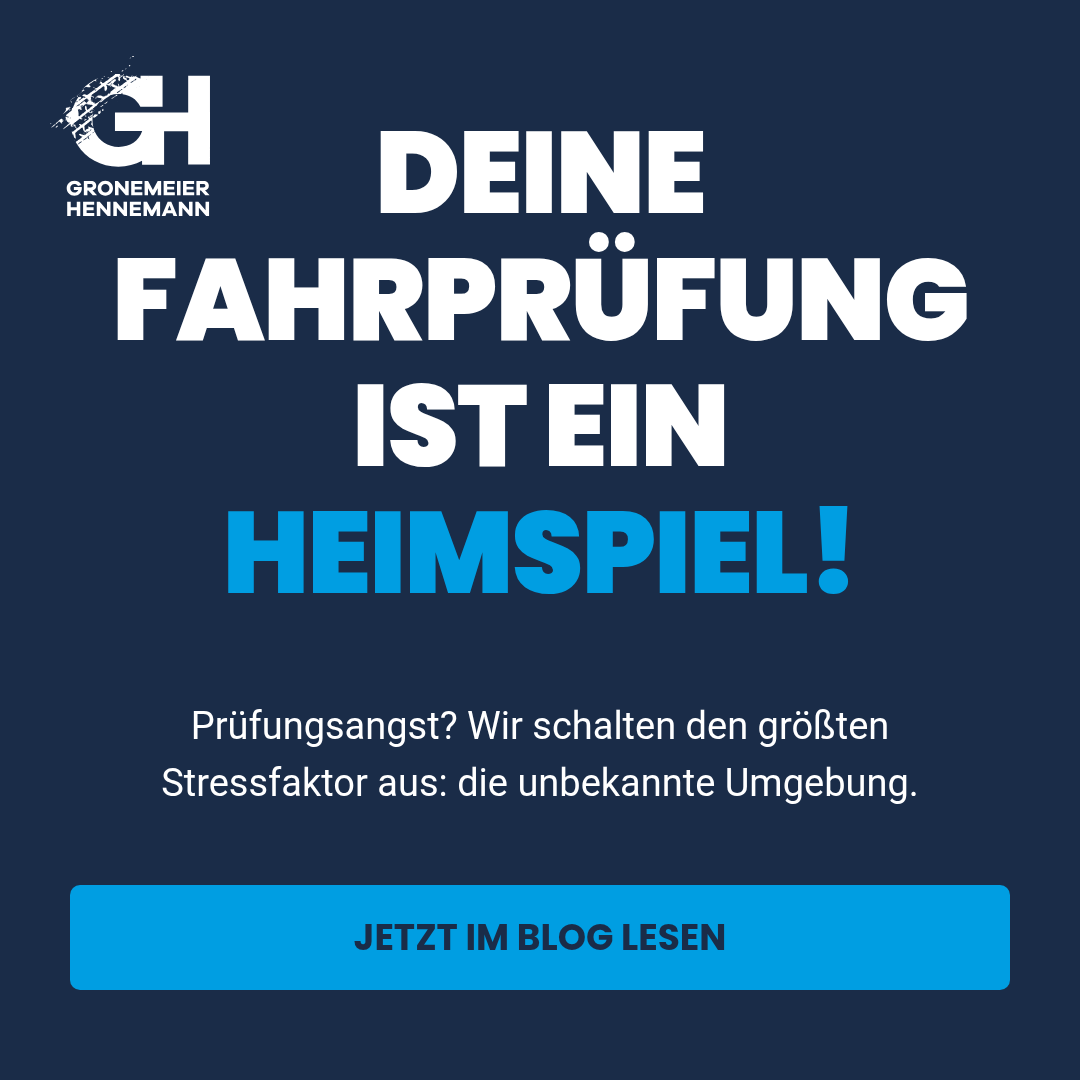 GH
GRONEMEIER
HENNEMANN
DEINE
FAHRPRÜFUNG
IST EIN
HEIMSPIEL!
Prüfungsangst? Wir schalten den größten
Stressfaktor aus: die unbekannte Umgebung.
JETZT IM BLOG LESEN